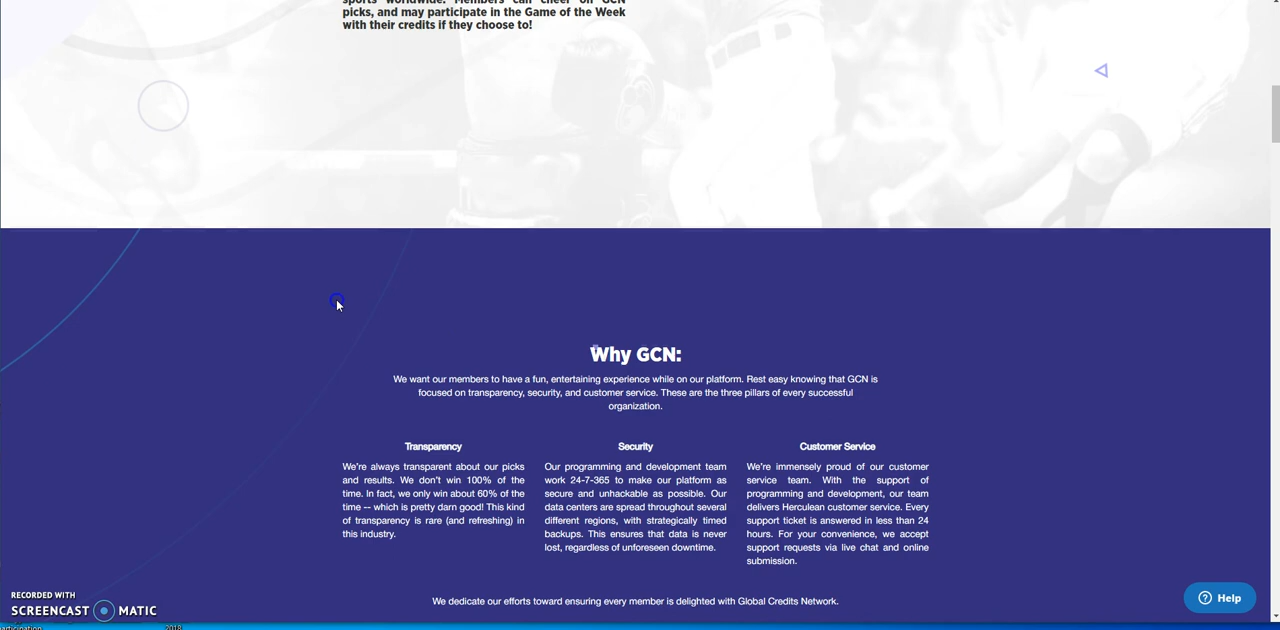 sports worldwide. Members can cheer on GCN
picks, and may participate in the Game of the Week
with their credits if they choose to!
Why GCN:
We want our members to have a fun, entertaining experience while on our platform. Rest easy knowing that GCN is
focused on transparency, security, and customer service. These are the three pillars of every successful
organization.
Transparency
We're always transparent about our picks
and results. We don't win 100% of the
time. In fact, we only win about 60% of the
time -- which is pretty darn good! This kind
of transparency is rare (and refreshing) in
this industry.
Security
Our programming and development team
work 24-7-365 to make our platform as
secure and unhackable as possible. Our
data centers are spread throughout several
different regions, with strategically timed
backups. This ensures that data is never
lost, regardless of unforeseen downtime.
Customer Service
We're immensely proud of our customer
service team. With the support of
programming and development, our team
delivers Herculean customer service. Every
support ticket is answered in less than 24
hours. For your convenience, we accept
support requests via live chat and online
submission.
We dedicate our efforts toward ensuring every member is delighted with Global Credits Network.
Help
RECORDED WITH
SCREENCAST MATIC
2018